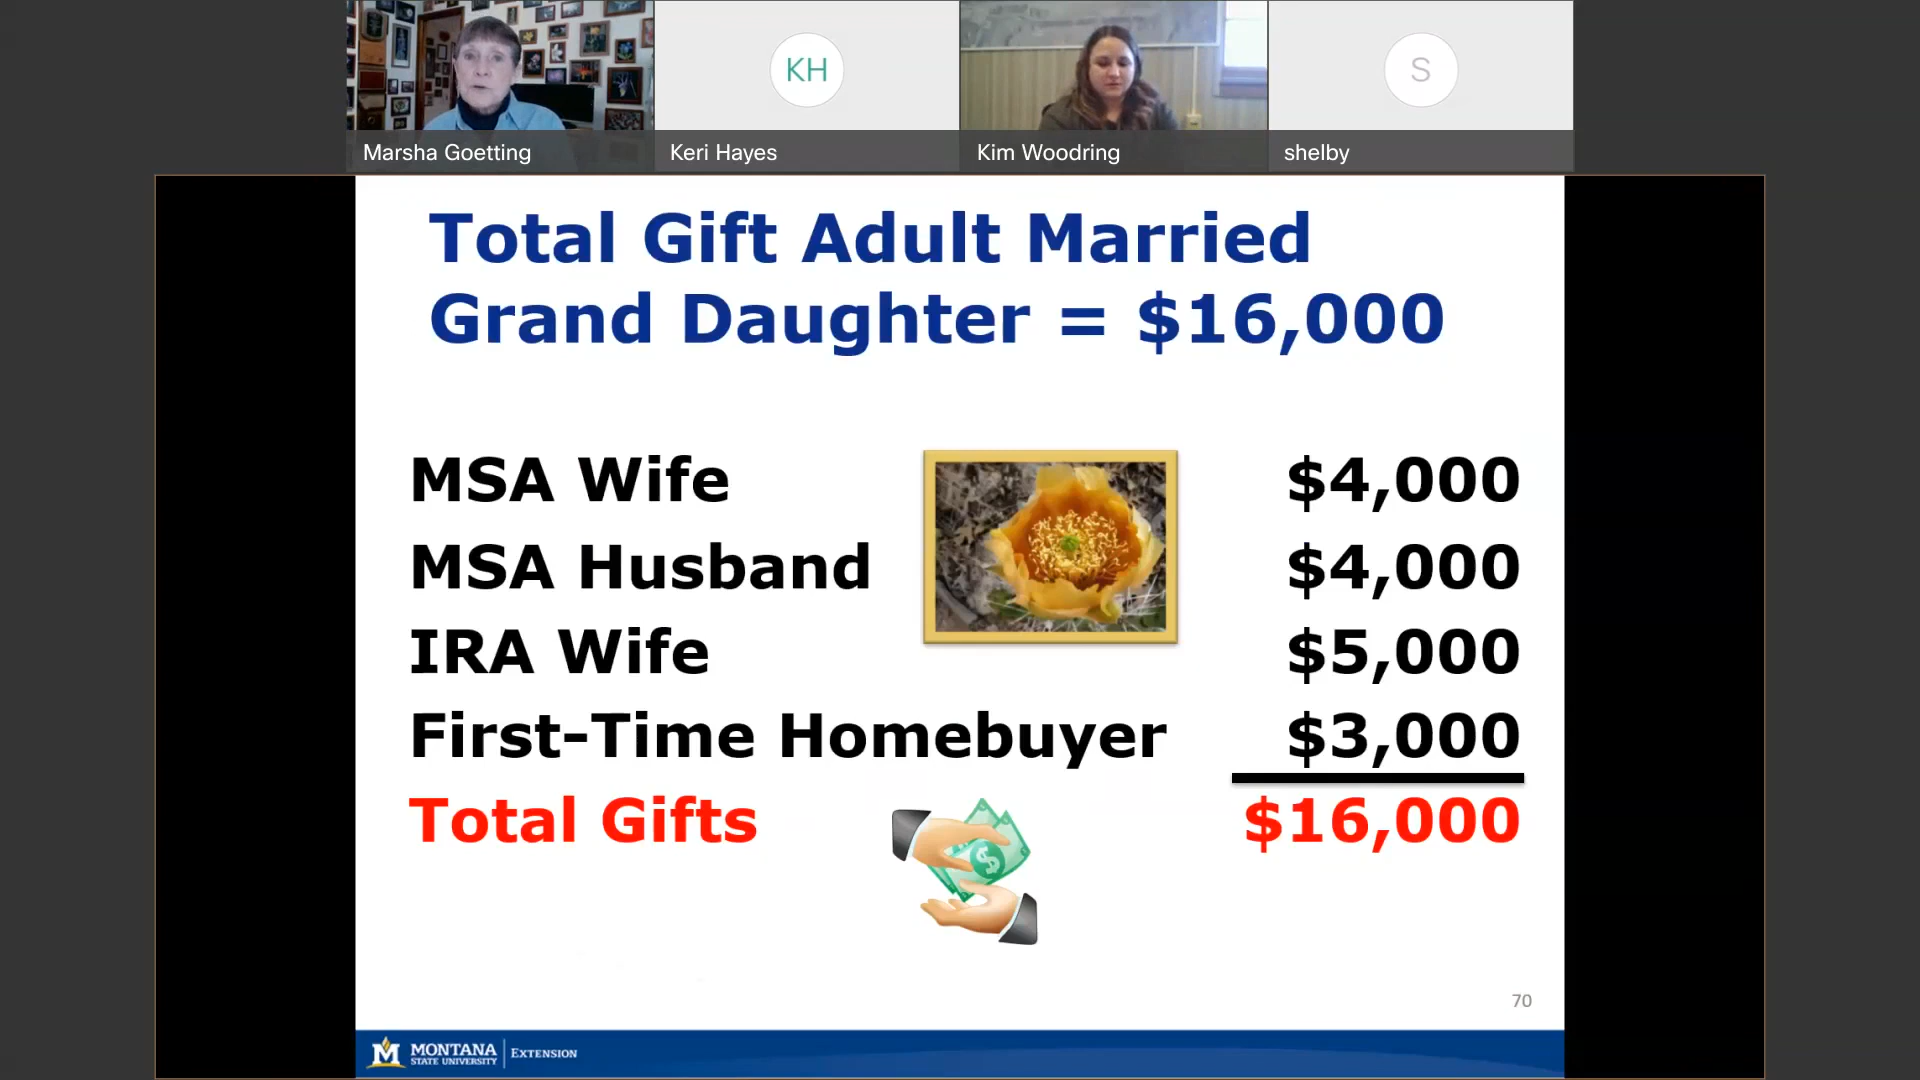 KH
S
Marsha Goetting
Keri Hayes
Kim Woodring
shelby
Total Gift Adult Married
Grand Daughter = $16,000
MSA Wife $4,000
MSA Husband $4,000
IRA Wife $5,000
First-Time Homebuyer $3,000
Total Gifts $16,000
$
70
M MONTANA
STATE UNIVERSITY
EXTENSION